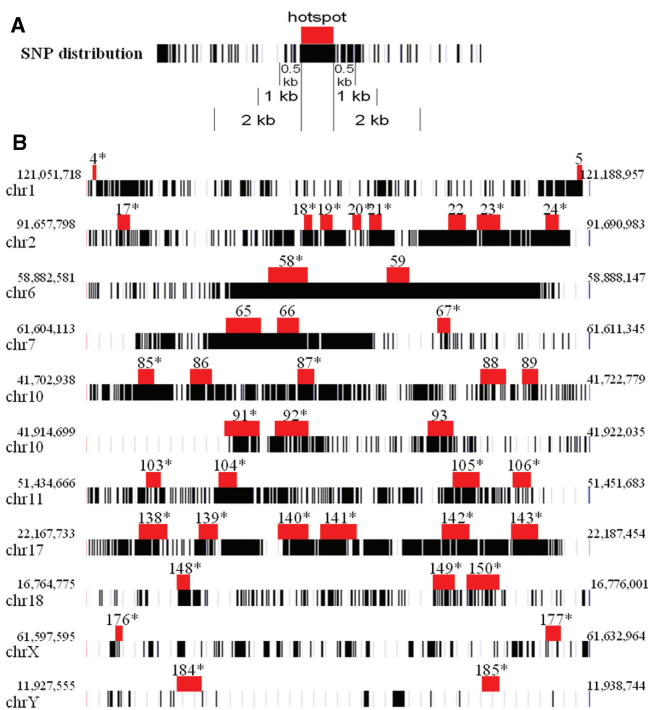 A
hotspot
SNP distribution
0.5 kb 0.5 kb
1 kb 1 kb
2 kb 2 kb
B
4* 5
121,051,718 121,188,957
chr1
17* 18* 19* 20* 21* 22 23* 24*
91,657,798 91,690,983
chr2
58* 59
58,882,581 58,888,147
chr6
65 66 67*
61,604,113 61,611,345
chr7
85* 86 87* 88 89
41,702,938 41,722,779
chr10
91* 92* 93
41,914,699 41,922,035
chr10
103* 104* 105* 106*
51,434,666 51,451,683
chr11
138* 139* 140* 141* 142* 143*
22,167,733 22,187,454
chr17
148* 149* 150*
16,764,775 16,776,001
chr18
176* 177*
61,597,595 61,632,964
chrX
184* 185*
11,927,555 11,938,744
chrY